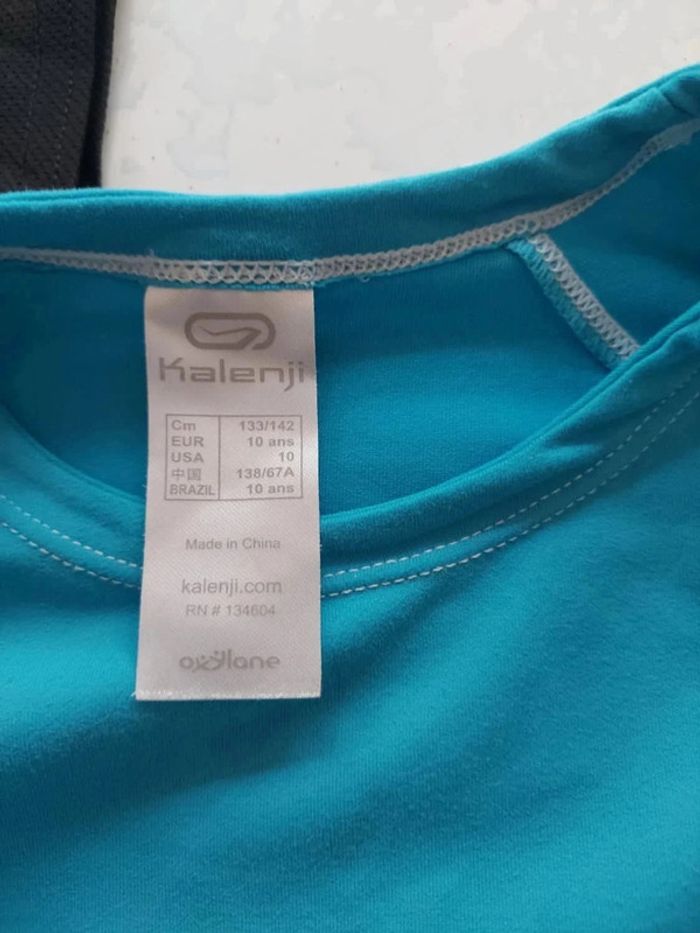 Kalenji
Cm 133/142
EUR 10 ans
USA 10
中国 138/67A
BRAZIL 10 ans
Made in China
kalenji.com
RN # 134604
oxylane